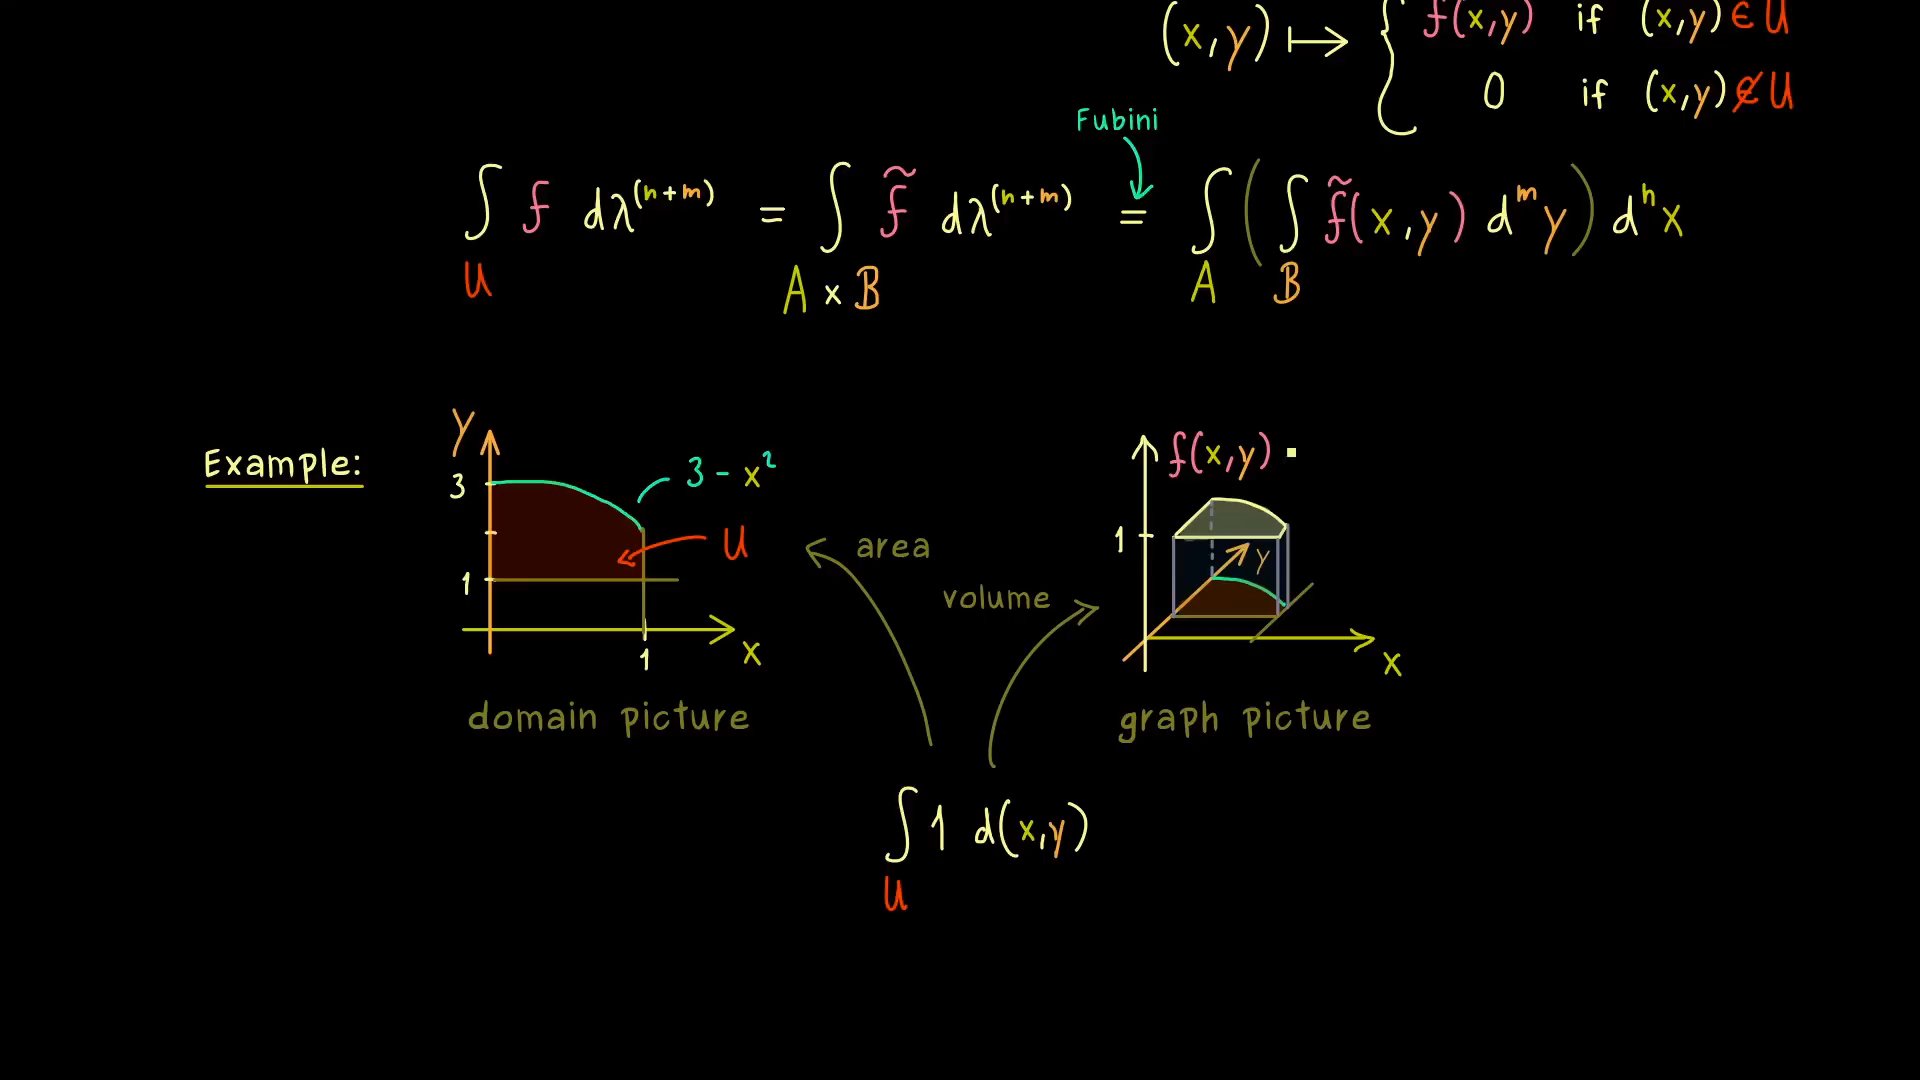 (x,y) ↦ { f(x,y) if (x,y) ∈ U
0 if (x,y) ∉ U
Fubini
∫_U f dλ^(n+m) = ∫_{A×B} f̃ dλ^(n+m) = ∫_A ( ∫_B f̃(x,y) d^m y ) d^n x
Example:
y
3
3 - x²
U
1
1
x
domain picture
area
volume
f(x,y)
1
y
x
graph picture
∫_U 1 d(x,y)